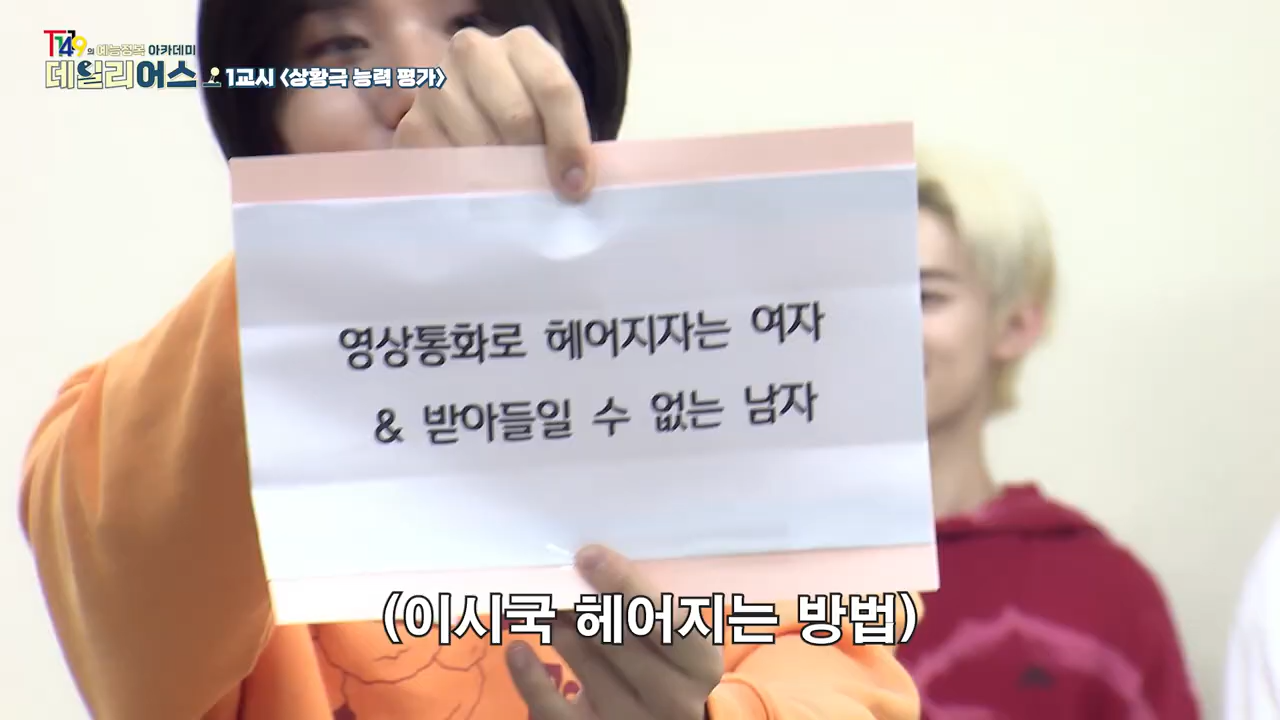 T1419의 예능정복 아카데미
데일리어스 1교시 <상황극 능력 평가>
영상통화로 헤어지자는 여자
& 받아들일 수 없는 남자
(이시국 헤어지는 방법)